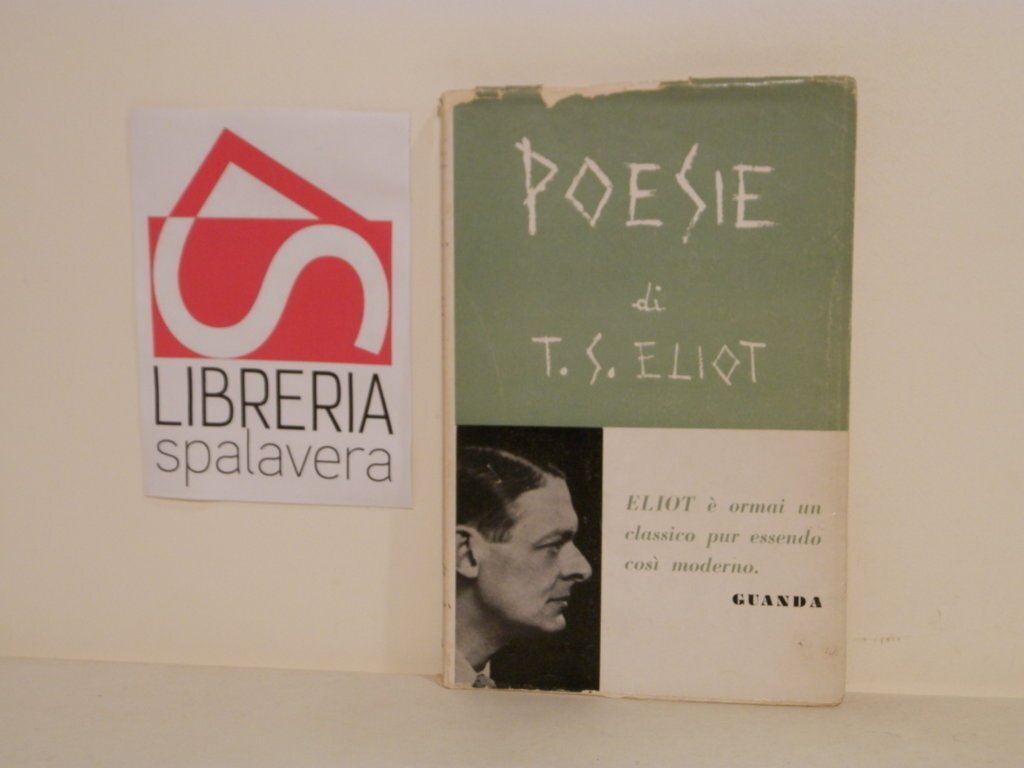 LIBRERIA
spalavera
POESIE
di
T. S. ELIOT
ELIOT è ormai un
classico pur essendo
così moderno.
GUANDA